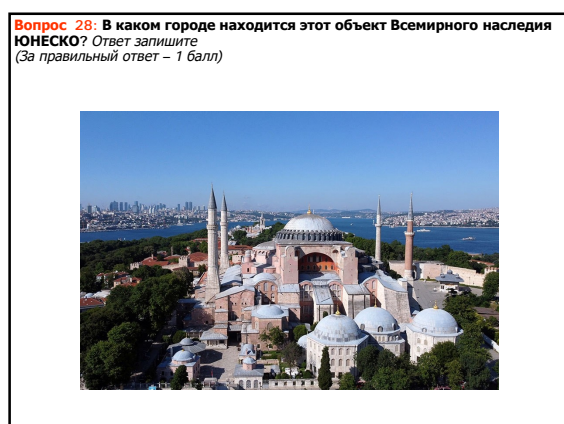 Вопрос 28: В каком городе находится этот объект Всемирного наследия
ЮНЕСКО? Ответ запишите
(За правильный ответ – 1 балл)